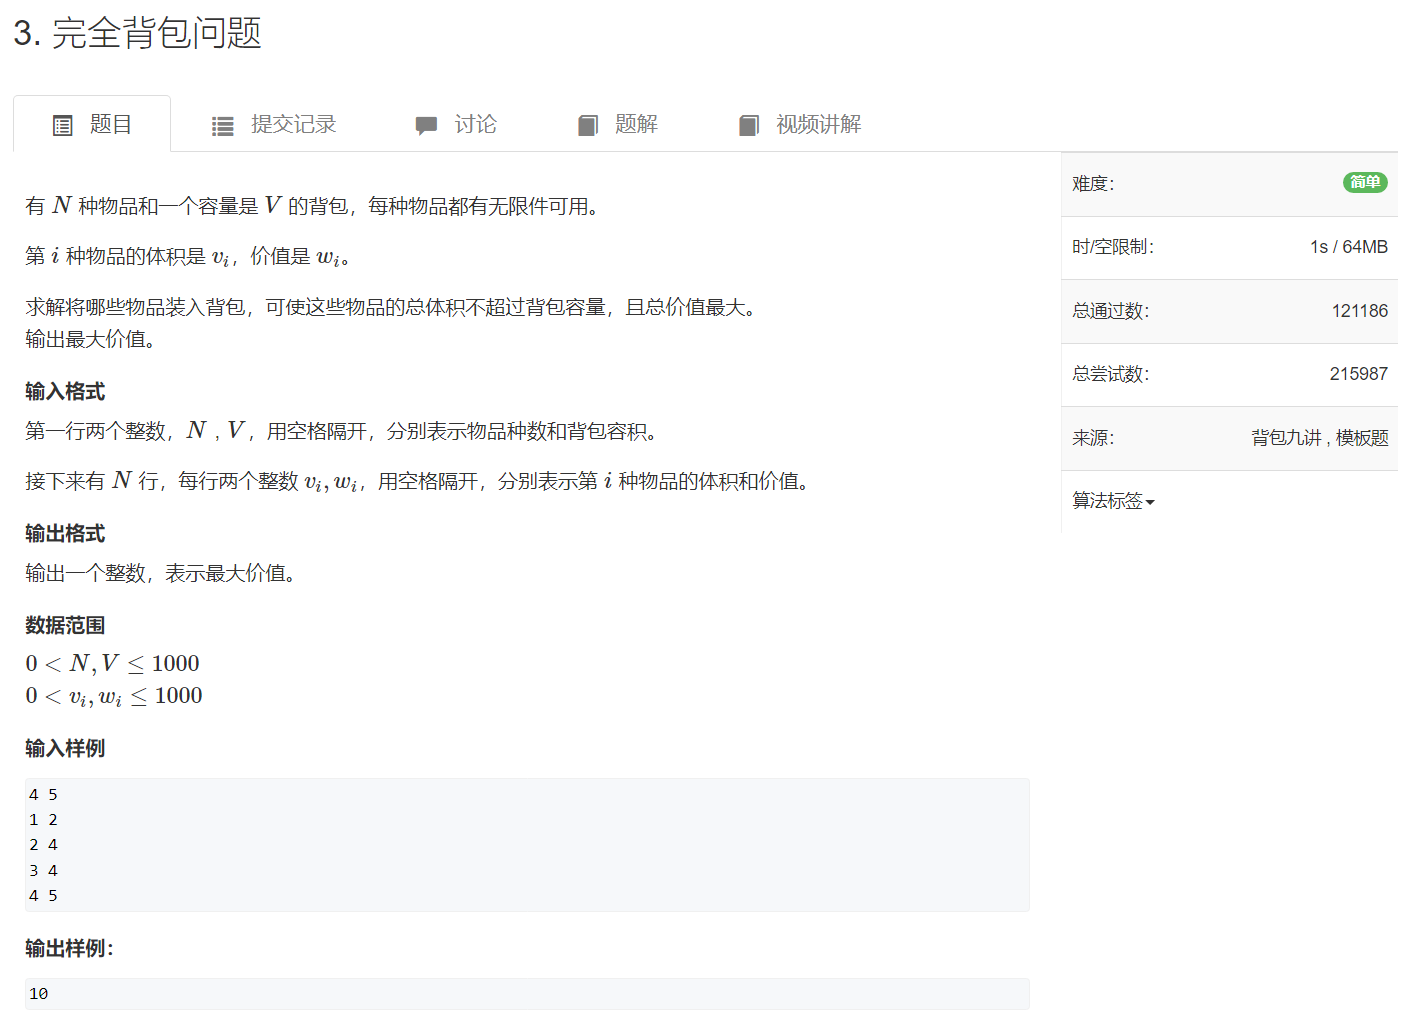 3. 完全背包问题
题目
提交记录
讨论
题解
视频讲解
有 N 种物品和一个容量是 V 的背包，每种物品都有无限件可用。
第 i 种物品的体积是 vᵢ，价值是 wᵢ。
求解将哪些物品装入背包，可使这些物品的总体积不超过背包容量，且总价值最大。
输出最大价值。
输入格式
第一行两个整数，N , V，用空格隔开，分别表示物品种数和背包容积。
接下来有 N 行，每行两个整数 vᵢ, wᵢ，用空格隔开，分别表示第 i 种物品的体积和价值。
输出格式
输出一个整数，表示最大价值。
数据范围
0 < N, V ≤ 1000
0 < vᵢ, wᵢ ≤ 1000
输入样例
4 5
1 2
2 4
3 4
4 5
输出样例：
10
难度： 简单
时/空限制： 1s / 64MB
总通过数： 121186
总尝试数： 215987
来源： 背包九讲 , 模板题
算法标签